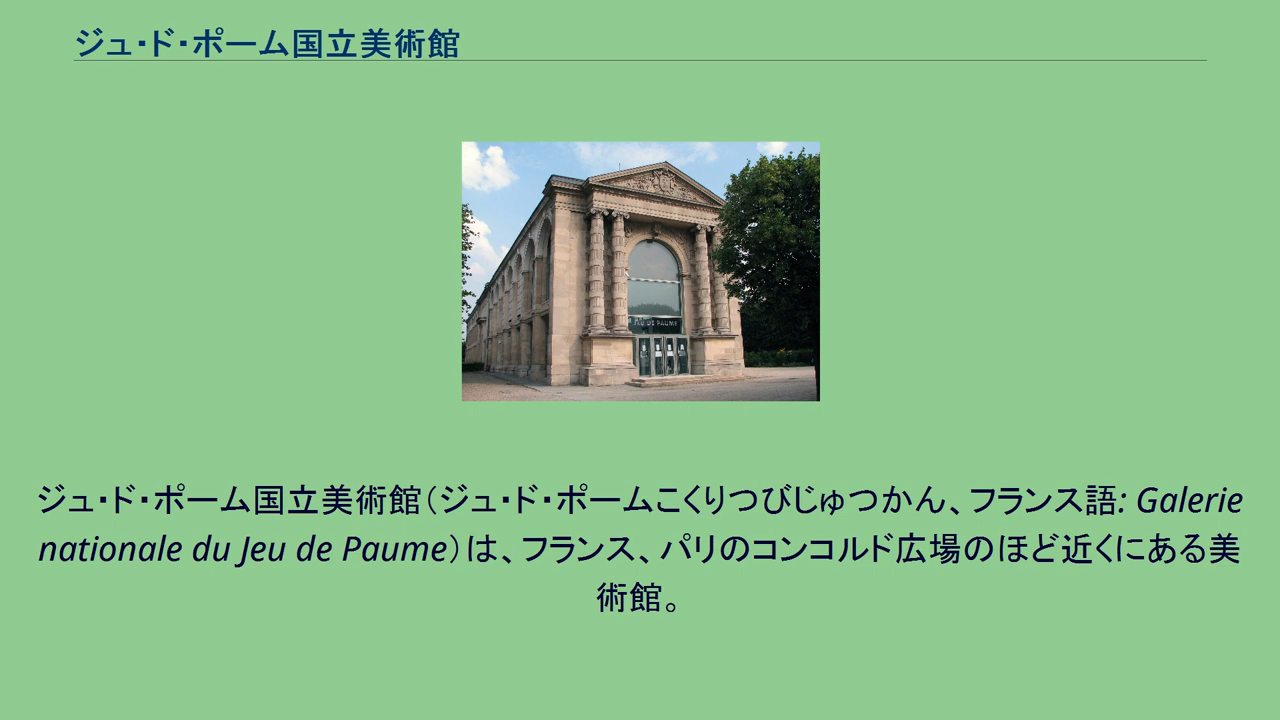 ジュ・ド・ポーム国立美術館
JEU DE PAUME
ジュ・ド・ポーム国立美術館（ジュ・ド・ポームこくりつびじゅつかん、フランス語: Galerie
nationale du Jeu de Paume）は、フランス、パリのコンコルド広場のほど近くにある美
術館。